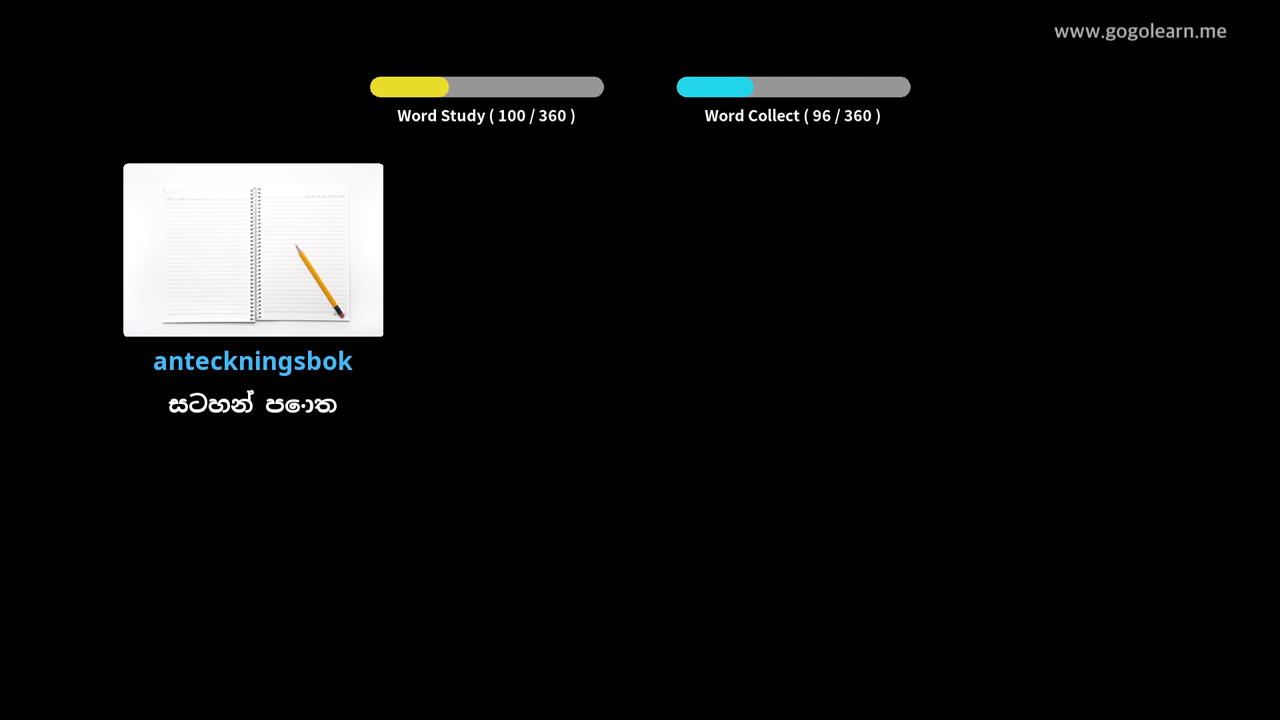 www.gogolearn.me
Word Study ( 100 / 360 )
Word Collect ( 96 / 360 )
anteckningsbok
සටහන් පොත